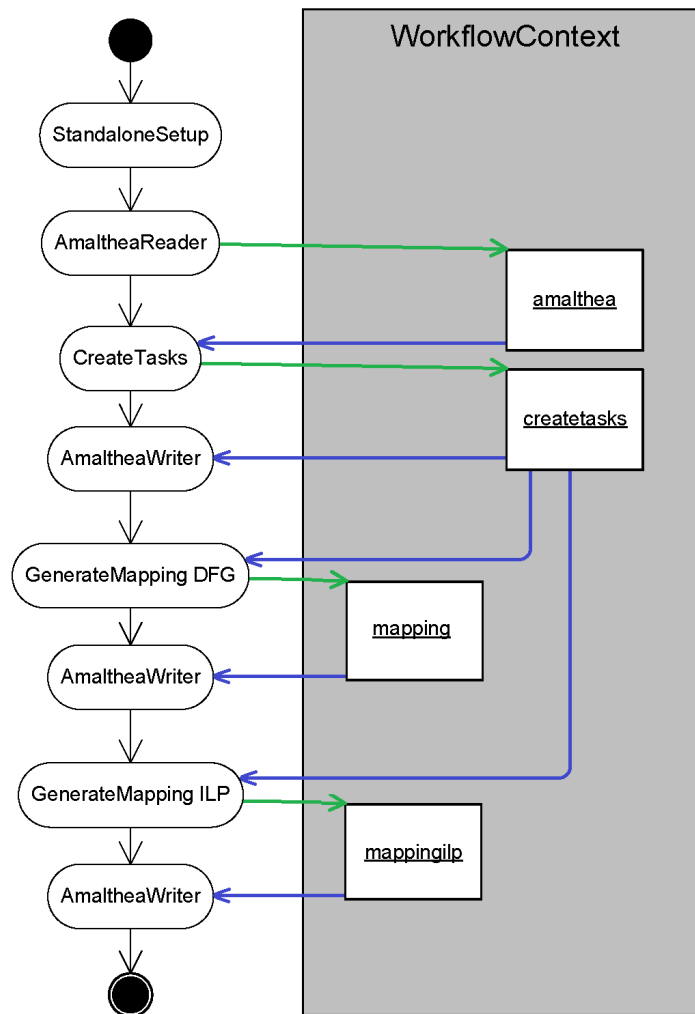 WorkflowContext
StandaloneSetup
AmaltheaReader
amalthea
CreateTasks
createtasks
AmaltheaWriter
GenerateMapping DFG
mapping
AmaltheaWriter
GenerateMapping ILP
mappingilp
AmaltheaWriter